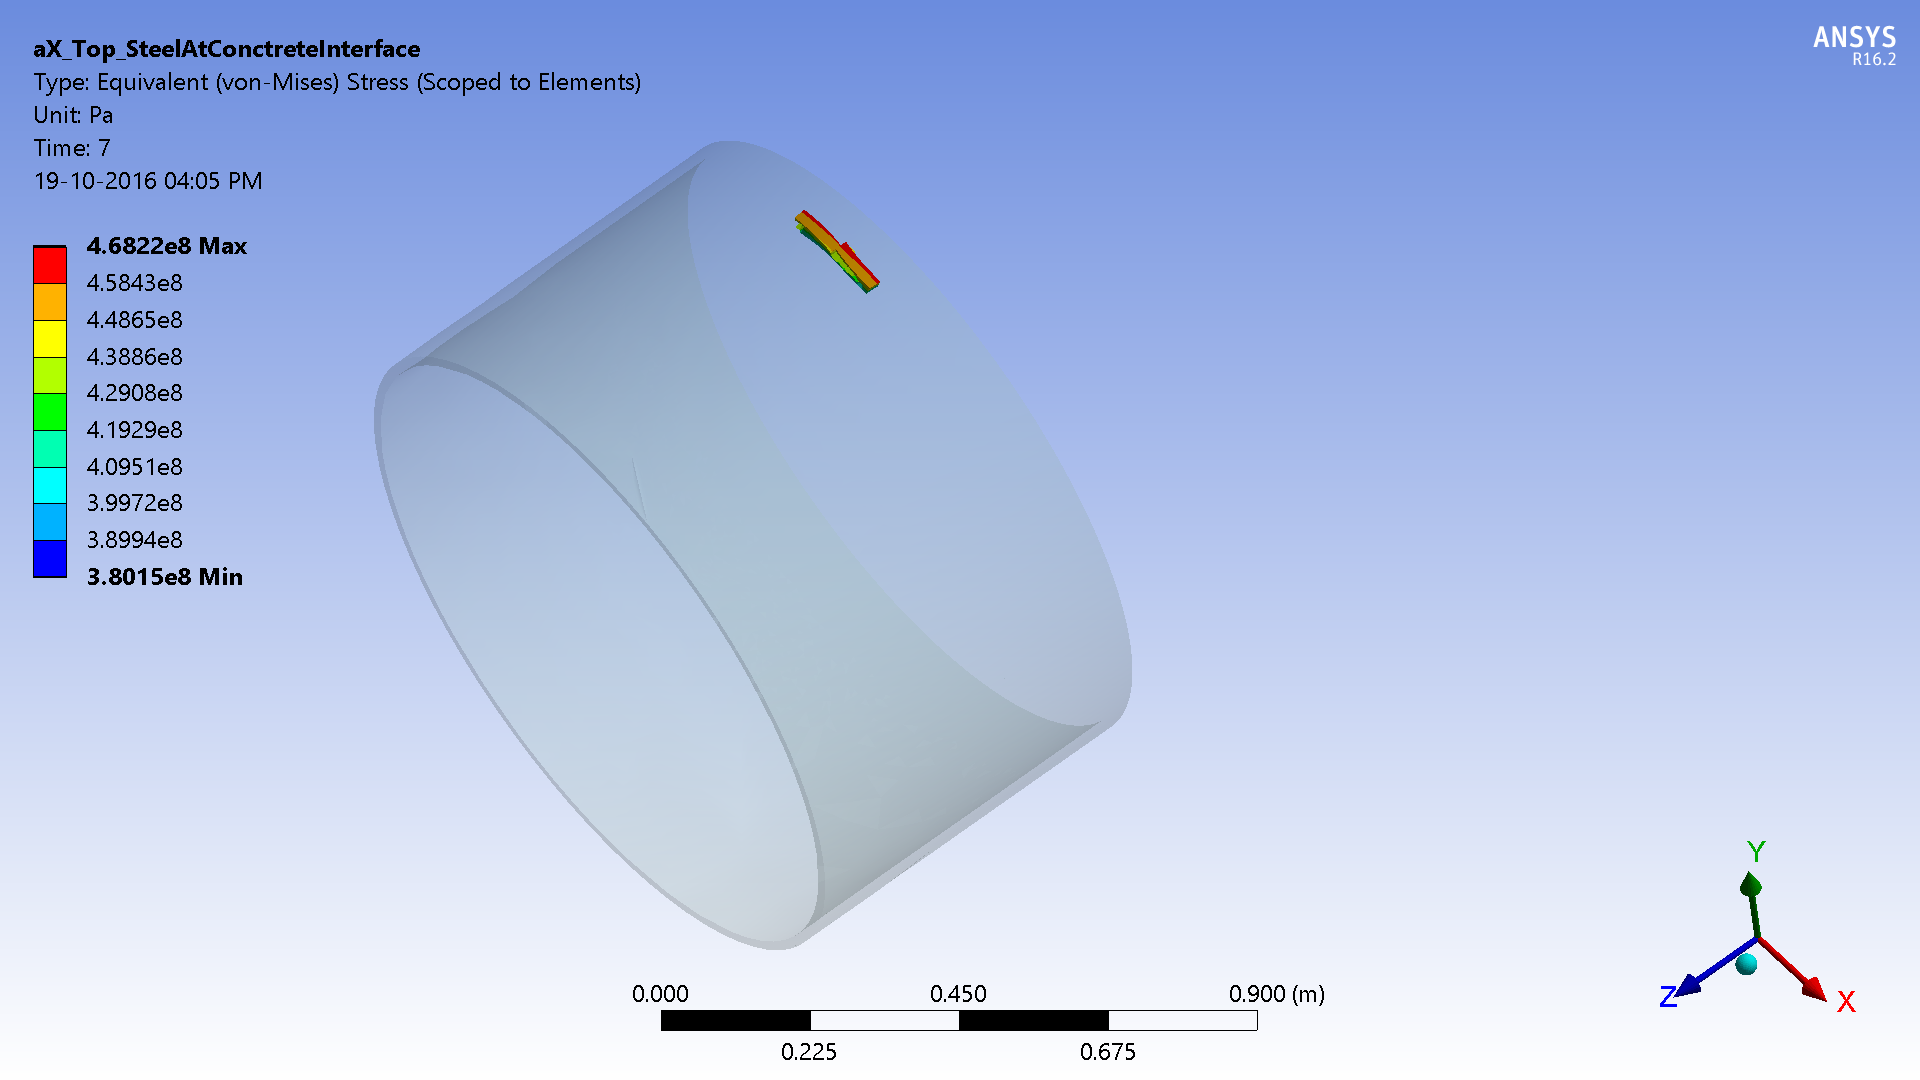 aX_Top_SteelAtConctreteInterface
Type: Equivalent (von-Mises) Stress (Scoped to Elements)
Unit: Pa
Time: 7
19-10-2016 04:05 PM
ANSYS
R16.2
4.6822e8 Max
4.5843e8
4.4865e8
4.3886e8
4.2908e8
4.1929e8
4.0951e8
3.9972e8
3.8994e8
3.8015e8 Min
0.000 0.450 0.900 (m)
0.225 0.675
Y
Z X